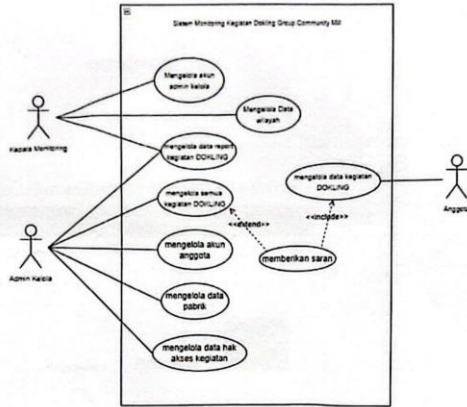 Sistem Monitoring Kegiatan Dokling Group Community Mill
Mengelola akun
admin kalola
Mengelola Data
wilayah
Kepala Monitoring
mengelola data report
kegiatan DOKLING
mengelola data kegiatan
DOKLING
mengelola semua
kegiatan DOKLING
Anggota
<<extend>>
<<include>>
mengelola akun
anggota
memberikan saran
Admin Kalola
mengelola data
pabrik
mengelola data hak
akses kegiatan